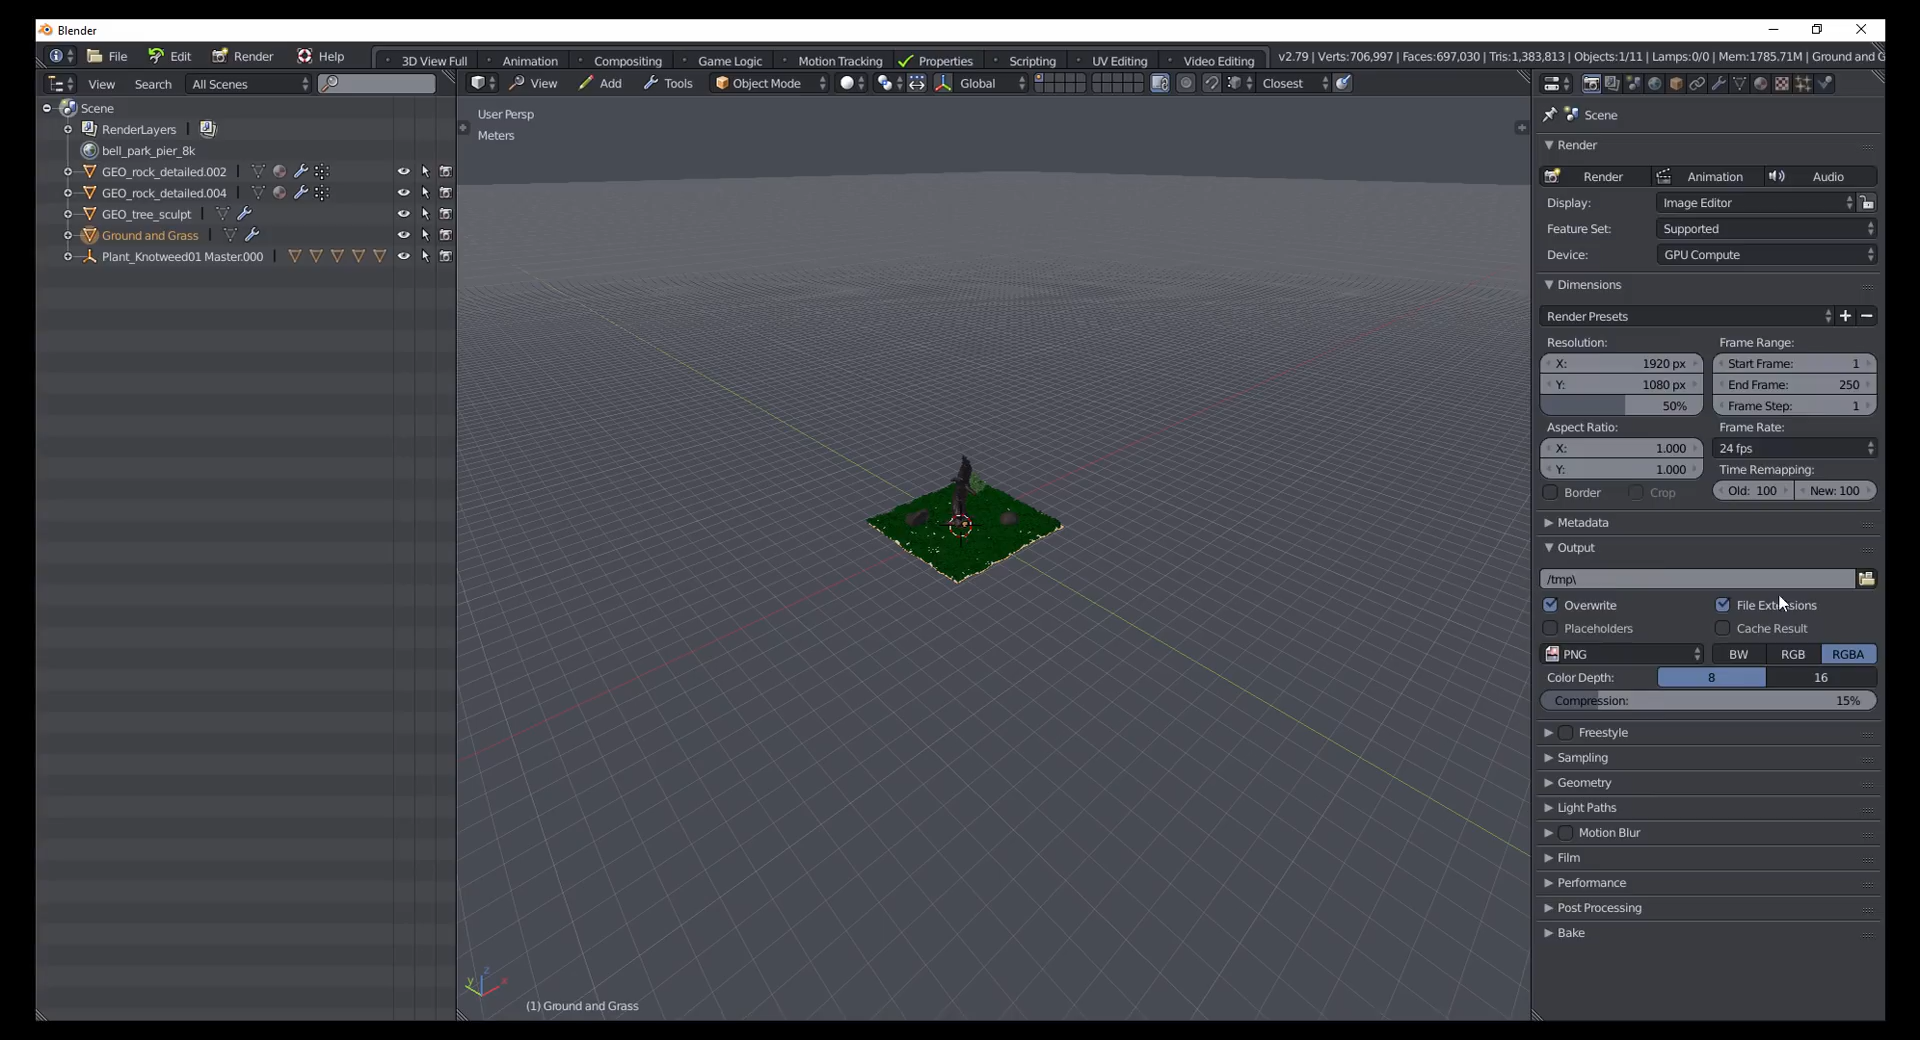 Blender
File Edit Render Help 3D View Full Animation Compositing Game Logic Motion Tracking Properties Scripting UV Editing Video Editing v2.79 | Verts:706,997 | Faces:697,030 | Tris:1,383,813 | Objects:1/11 | Lamps:0/0 | Mem:1785.71M | Ground and G
View Search All Scenes
View Add Tools Object Mode Global Closest
Scene
RenderLayers
bell_park_pier_8k
GEO_rock_detailed.002
GEO_rock_detailed.004
GEO_tree_sculpt
Ground and Grass
Plant_Knotweed01 Master.000
User Persp
Meters
y z x
(1) Ground and Grass
Scene
Render
Render Animation Audio
Display: Image Editor
Feature Set: Supported
Device: GPU Compute
Dimensions
Render Presets
Resolution: Frame Range:
X: 1920 px Start Frame: 1
Y: 1080 px End Frame: 250
50% Frame Step: 1
Aspect Ratio: Frame Rate:
X: 1.000 24 fps
Y: 1.000 Time Remapping:
Border Crop Old: 100 New: 100
Metadata
Output
/tmp\
Overwrite File Extensions
Placeholders Cache Result
PNG BW RGB RGBA
Color Depth: 8 16
Compression: 15%
Freestyle
Sampling
Geometry
Light Paths
Motion Blur
Film
Performance
Post Processing
Bake